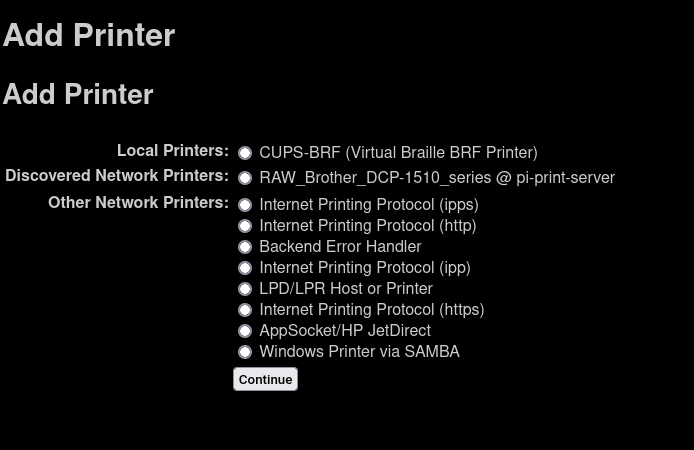 Add Printer
Add Printer
Local Printers: CUPS-BRF (Virtual Braille BRF Printer)
Discovered Network Printers: RAW_Brother_DCP-1510_series @ pi-print-server
Other Network Printers: Internet Printing Protocol (ipps)
Internet Printing Protocol (http)
Backend Error Handler
Internet Printing Protocol (ipp)
LPD/LPR Host or Printer
Internet Printing Protocol (https)
AppSocket/HP JetDirect
Windows Printer via SAMBA
Continue